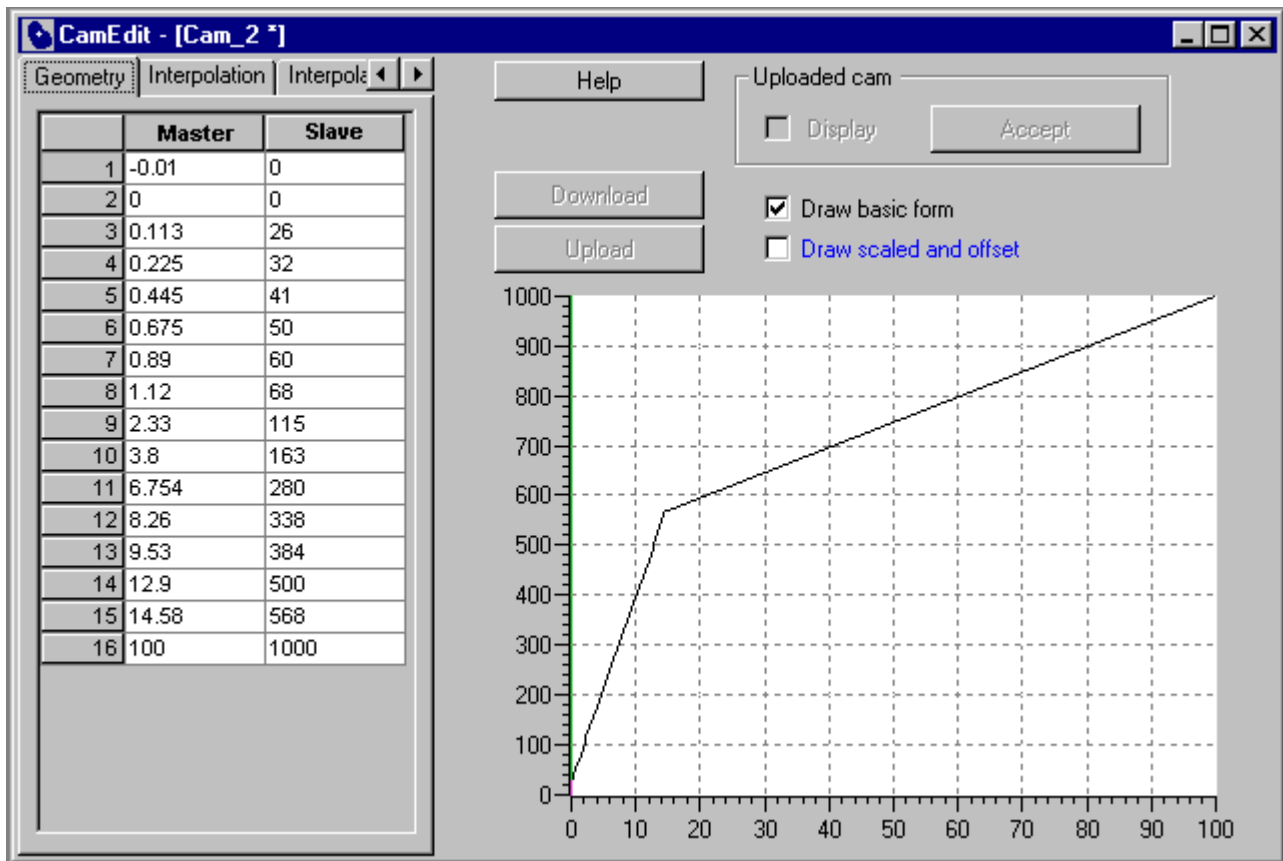 CamEdit - [Cam_2 *]
Geometry Interpolation Interpola
Master Slave
1 -0.01 0
2 0 0
3 0.113 26
4 0.225 32
5 0.445 41
6 0.675 50
7 0.89 60
8 1.12 68
9 2.33 115
10 3.8 163
11 6.754 280
12 8.26 338
13 9.53 384
14 12.9 500
15 14.58 568
16 100 1000
Help
Download
Upload
Uploaded cam
Display Accept
Draw basic form
Draw scaled and offset
1000
900
800
700
600
500
400
300
200
100
0
0 10 20 30 40 50 60 70 80 90 100